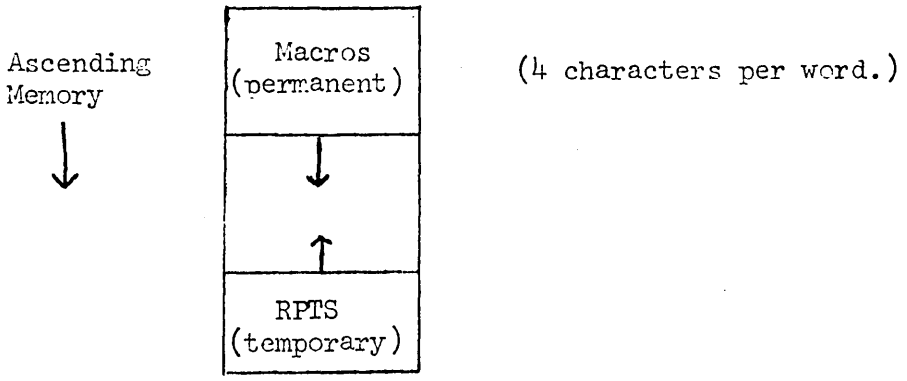 Ascending
Memory
Macros
(permanent)
(4 characters per word.)
RPTS
(temporary)